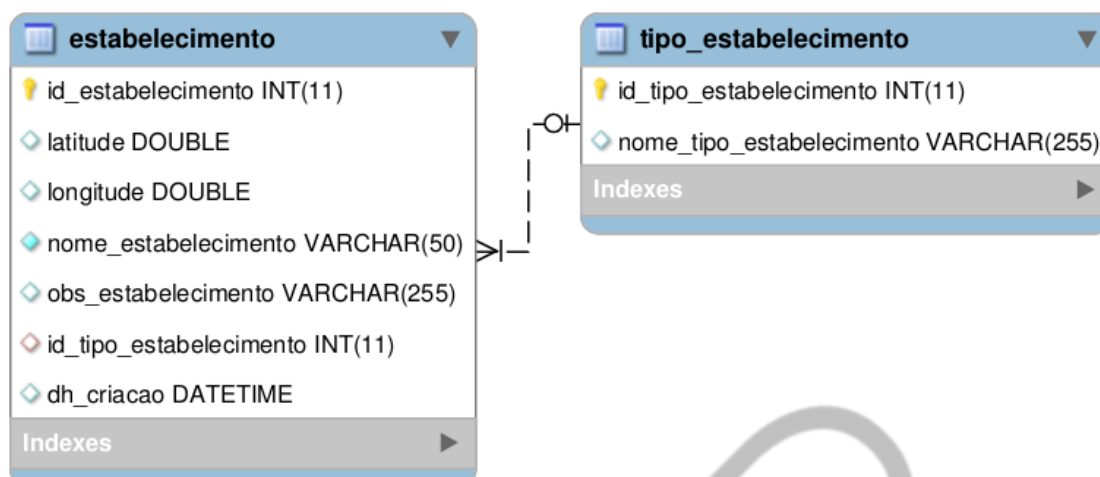 estabelecimento
id_estabelecimento INT(11)
latitude DOUBLE
longitude DOUBLE
nome_estabelecimento VARCHAR(50)
obs_estabelecimento VARCHAR(255)
id_tipo_estabelecimento INT(11)
dh_criacao DATETIME
Indexes
tipo_estabelecimento
id_tipo_estabelecimento INT(11)
nome_tipo_estabelecimento VARCHAR(255)
Indexes